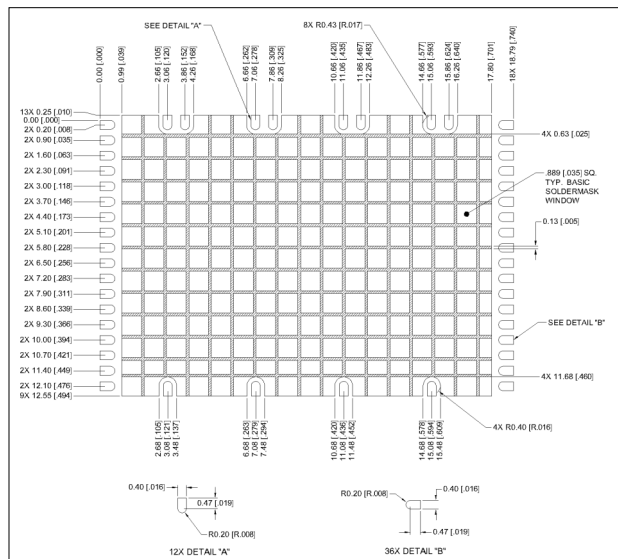 SEE DETAIL "A"
8X R0.43 [R.017]
0.00 [.000]
0.99 [.039]
2.66 [.105]
3.06 [.120]
3.86 [.152]
4.26 [.168]
6.66 [.262]
7.06 [.278]
7.86 [.309]
8.26 [.325]
10.66 [.420]
11.06 [.435]
11.86 [.467]
12.26 [.483]
14.66 [.577]
15.06 [.593]
15.86 [.624]
16.26 [.640]
17.80 [.701]
18X 18.79 [.740]
13X 0.25 [.010]
0.00 [.000]
2X 0.20 [.008]
2X 0.90 [.035]
2X 1.60 [.063]
2X 2.30 [.091]
2X 3.00 [.118]
2X 3.70 [.146]
2X 4.40 [.173]
2X 5.10 [.201]
2X 5.80 [.228]
2X 6.50 [.256]
2X 7.20 [.283]
2X 7.90 [.311]
2X 8.60 [.339]
2X 9.30 [.366]
2X 10.00 [.394]
2X 10.70 [.421]
2X 11.40 [.449]
2X 12.10 [.476]
9X 12.55 [.494]
4X 0.63 [.025]
.889 [.035] SQ.
TYP. BASIC
SOLDERMASK
WINDOW
0.13 [.005]
SEE DETAIL "B"
4X 11.68 [.460]
4X R0.40 [R.016]
2.68 [.105]
3.08 [.121]
3.48 [.137]
6.68 [.263]
7.08 [.279]
7.48 [.294]
10.68 [.420]
11.08 [.436]
11.48 [.452]
14.68 [.578]
15.08 [.594]
15.48 [.609]
0.40 [.016]
0.47 [.019]
R0.20 [R.008]
12X DETAIL "A"
R0.20 [R.008]
0.40 [.016]
0.47 [.019]
36X DETAIL "B"